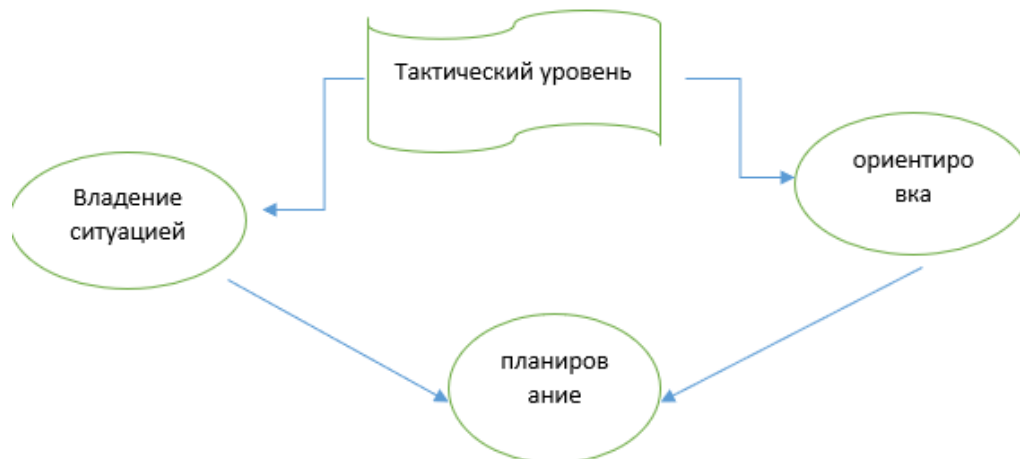 Тактический уровень
Владение
ситуацией
ориентиро
вка
планиров
ание